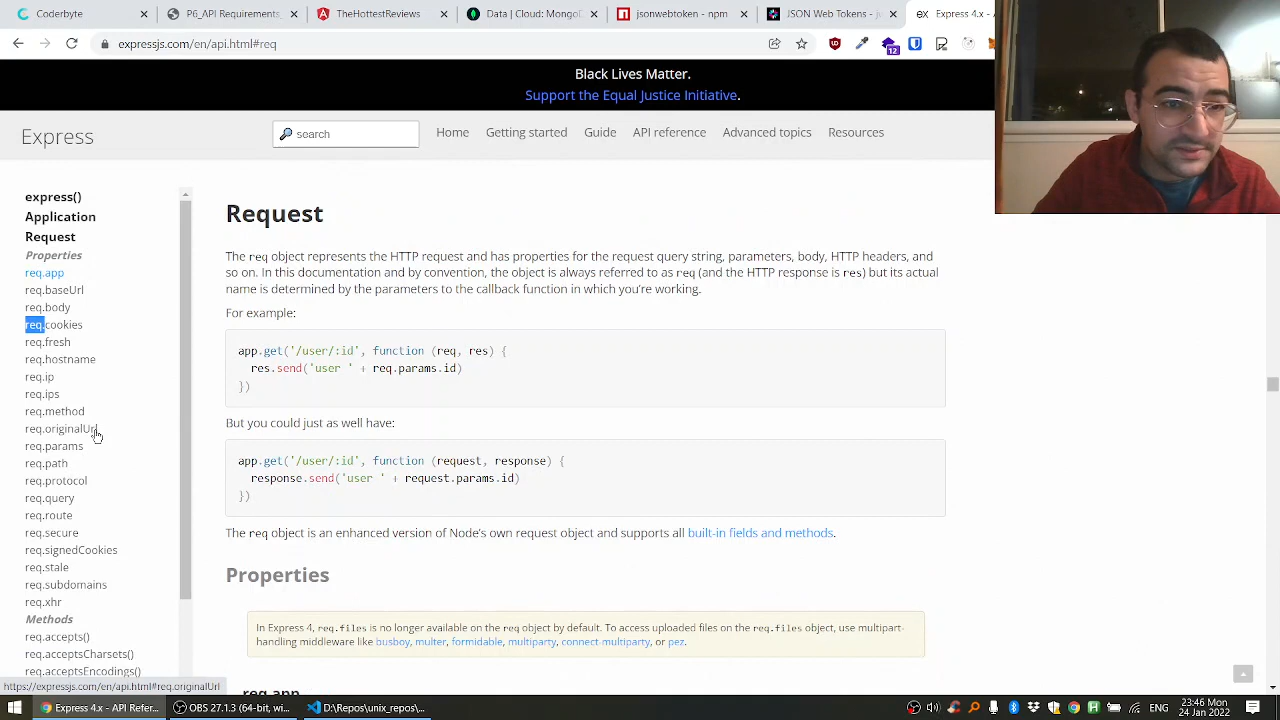 Coderbyte
P6_API Requirements
TheHottestReviews
Data | Cloud: Mongo
jsonwebtoken - npm
JSON Web Tokens - j
Express 4.x -
expressjs.com/en/api.html#req
12
Black Lives Matter.
Support the Equal Justice Initiative.
Express
search
Home
Getting started
Guide
API reference
Advanced topics
Resources
express()
Application
Request
Properties
req.app
req.baseUrl
req.body
req.cookies
req.fresh
req.hostname
req.ip
req.ips
req.method
req.originalUrl
req.params
req.path
req.protocol
req.query
req.route
req.secure
req.signedCookies
req.stale
req.subdomains
req.xhr
Methods
req.accepts()
req.acceptsCharsets()
req.acceptsEncodings()
Request
The req object represents the HTTP request and has properties for the request query string, parameters, body, HTTP headers, and
so on. In this documentation and by convention, the object is always referred to as req (and the HTTP response is res) but its actual
name is determined by the parameters to the callback function in which you're working.
For example:
app.get('/user/:id', function (req, res) {
res.send('user ' + req.params.id)
})
But you could just as well have:
app.get('/user/:id', function (request, response) {
response.send('user ' + request.params.id)
})
The req object is an enhanced version of Node's own request object and supports all built-in fields and methods.
Properties
In Express 4, req.files is no longer available on the req object by default. To access uploaded files on the req.files object, use multipart-
handling middleware like busboy, multer, formidable, multiparty, connect-multiparty, or pez.
req.app
https://expressjs.com/en/api.html#req.originalUrl
Express 4.x - API Refer...
OBS 27.1.3 (64-bit, wi...
D:\Repos\unix_repos\...
ENG
23:46 Mon
24 Jan 2022